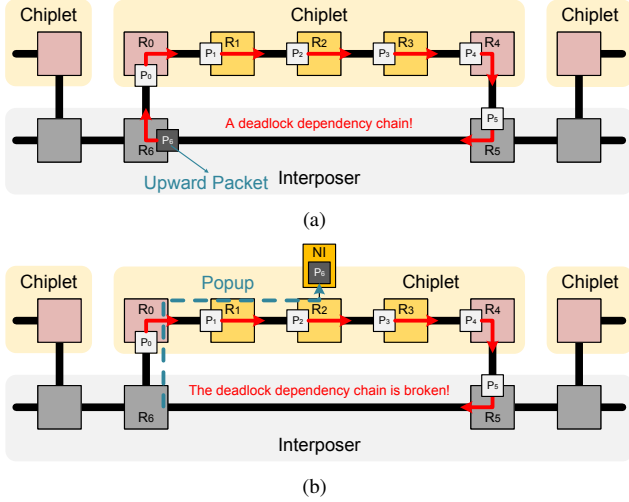 Chiplet Chiplet Chiplet
R0 R1 R2 R3 R4
P0 P1 P2 P3 P4
A deadlock dependency chain!
P5
P6
R6 R5
Upward Packet
Interposer
(a)
NI
P6
Chiplet Popup Chiplet Chiplet
R0 R1 R2 R3 R4
P0 P1 P2 P3 P4
The deadlock dependency chain is broken!
P5
R6 R5
Interposer
(b)